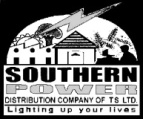 SOUTHERN
POWER
DISTRIBUTION COMPANY OF TS LTD.
Lighting up your lives